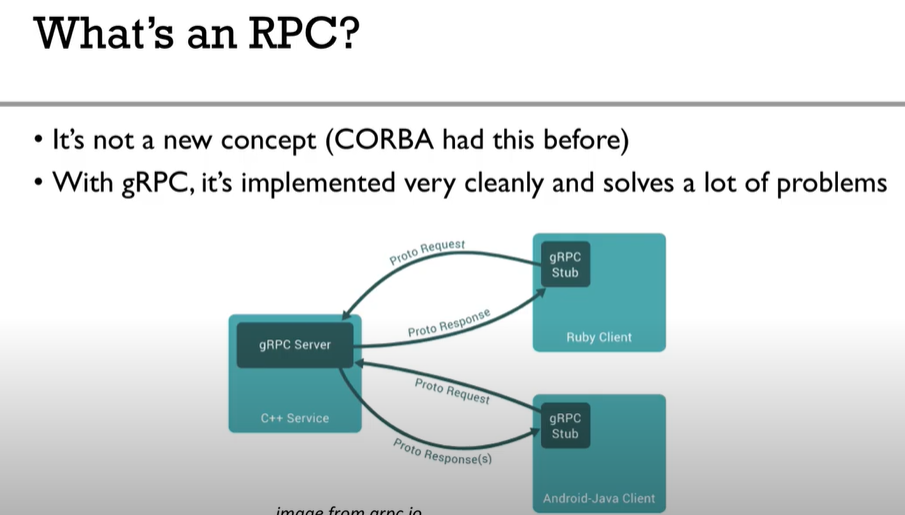 What's an RPC?
• It's not a new concept (CORBA had this before)
• With gRPC, it's implemented very cleanly and solves a lot of problems
Proto Request
gRPC
Stub
Proto Response
Ruby Client
gRPC Server
C++ Service
Proto Request
gRPC
Stub
Proto Response(s)
Android-Java Client
image from grpc.io